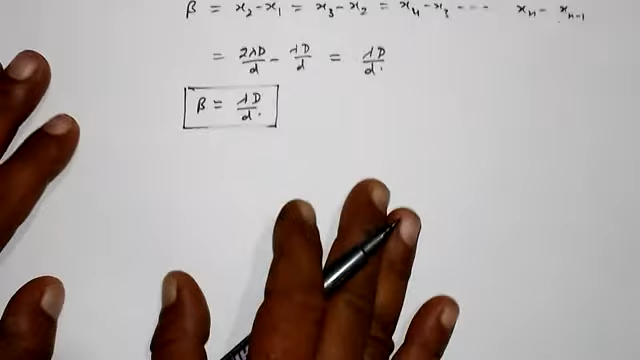 β = x₂-x₁ = x₃-x₂ = x₄-x₃ ---- xₙ - xₙ₋₁
= 2λD/d - λD/d = λD/d.
β = λD/d.